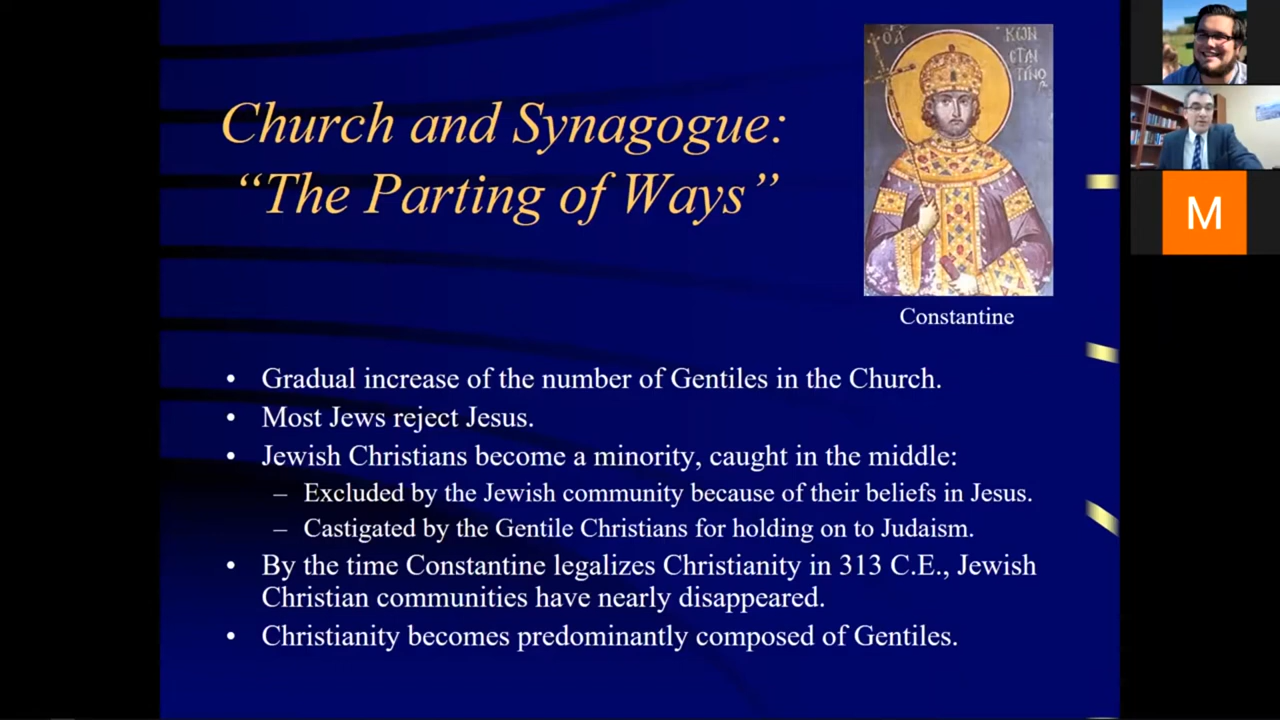 Church and Synagogue:
“The Parting of Ways”
Ο Α
ΚΩΝ
ΣΤΑΝ
ΤΙΝΟ
Constantine
• Gradual increase of the number of Gentiles in the Church.
• Most Jews reject Jesus.
• Jewish Christians become a minority, caught in the middle:
– Excluded by the Jewish community because of their beliefs in Jesus.
– Castigated by the Gentile Christians for holding on to Judaism.
• By the time Constantine legalizes Christianity in 313 C.E., Jewish
Christian communities have nearly disappeared.
• Christianity becomes predominantly composed of Gentiles.
M